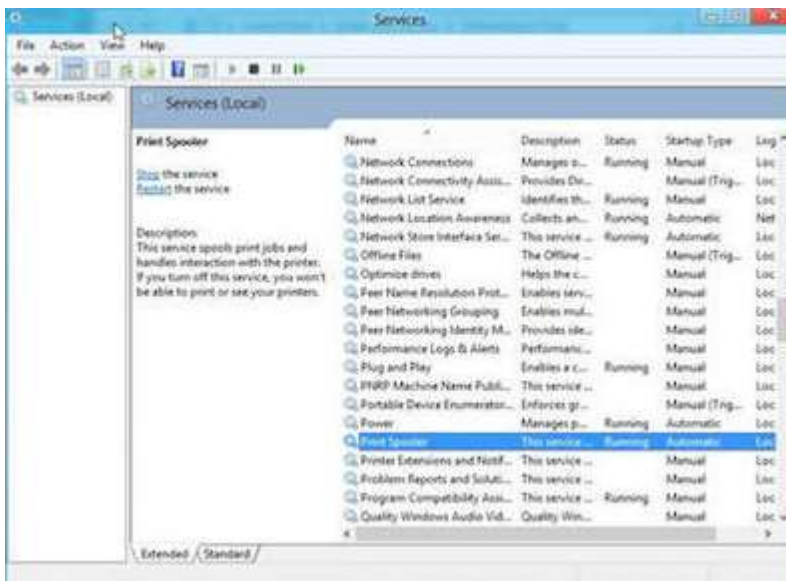 Services
File Action View Help
Services (Local)
Services (Local)
Print Spooler
Stop the service
Restart the service
Description:
This service spools print jobs and
handles interaction with the printer.
If you turn off this service, you won't
be able to print or see your printers.
Name Description Status Startup Type Log
Network Connections Manages o... Running Manual Loc
Network Connectivity Assis... Provides Dir... Manual (Trig... Loc
Network List Service Identifies th... Running Manual Loc
Network Location Awareness Collects an... Running Automatic Net
Network Store Interface Ser... This service ... Running Automatic Loc
Offline Files The Offline ... Manual (Trig... Loc
Optimize drives Helps the c... Manual Loc
Peer Name Resolution Prot... Enables serv... Manual Loc
Peer Networking Grouping Enables mul... Manual Loc
Peer Networking Identity M... Provides ide... Manual Loc
Performance Logs & Alerts Performanc... Manual Loc
Plug and Play Enables a c... Running Manual Loc
PNRP Machine Name Publi... This service ... Manual Loc
Portable Device Enumerator... Enforces gr... Manual (Trig... Loc
Power Manages p... Running Automatic Loc
Print Spooler This service ... Running Automatic Loc
Printer Extensions and Notif... This service ... Manual Loc
Problem Reports and Soluti... This service ... Manual Loc
Program Compatibility Assi... This service ... Running Manual Loc
Quality Windows Audio Vid... Quality Win... Manual Loc
Extended Standard